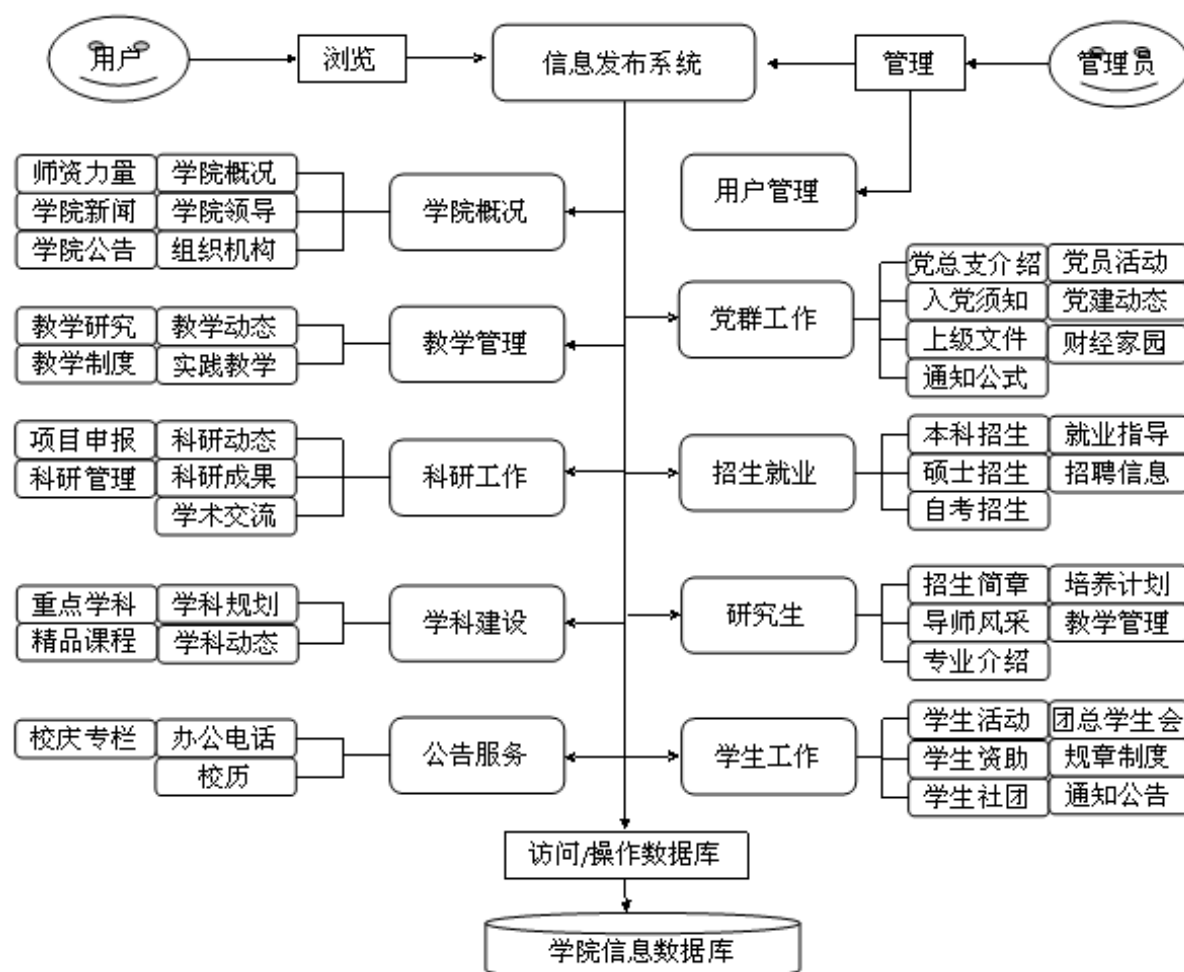 用户
浏览
信息发布系统
管理
管理员
用户管理
师资力量 学院概况
学院新闻 学院领导
学院公告 组织机构
学院概况
党总支介绍 党员活动
入党须知 党建动态
上级文件 财经家园
通知公式
党群工作
教学研究 教学动态
教学制度 实践教学
教学管理
项目申报 科研动态
科研管理 科研成果
学术交流
科研工作
招生就业
本科招生 就业指导
硕士招生 招聘信息
自考招生
重点学科 学科规划
精品课程 学科动态
学科建设
研究生
招生简章 培养计划
导师风采 教学管理
专业介绍
校庆专栏 办公电话
校历
公告服务
学生工作
学生活动 团总学生会
学生资助 规章制度
学生社团 通知公告
访问/操作数据库
学院信息数据库